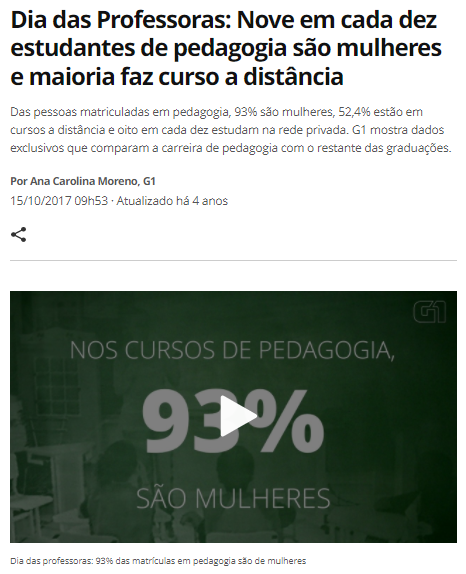 Dia das Professoras: Nove em cada dez
estudantes de pedagogia são mulheres
e maioria faz curso a distância
Das pessoas matriculadas em pedagogia, 93% são mulheres, 52,4% estão em
cursos a distância e oito em cada dez estudam na rede privada. G1 mostra dados
exclusivos que comparam a carreira de pedagogia com o restante das graduações.
Por Ana Carolina Moreno, G1
15/10/2017 09h53 · Atualizado há 4 anos
G1
NOS CURSOS DE PEDAGOGIA,
93%
SÃO MULHERES
Dia das professoras: 93% das matrículas em pedagogia são de mulheres